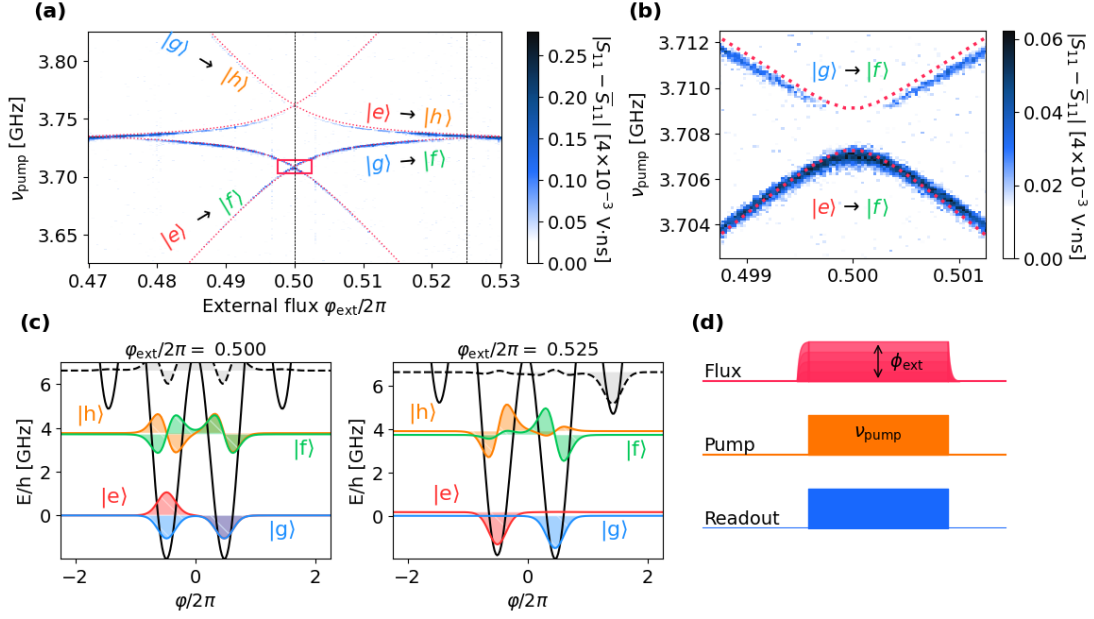 (a)
|g⟩ → |h⟩
|e⟩ → |h⟩
|g⟩ → |f⟩
|e⟩ → |f⟩
3.80
3.75
3.70
3.65
ν_pump [GHz]
0.47 0.48 0.49 0.50 0.51 0.52 0.53
External flux φ_ext/2π
0.25
0.20
0.15
0.10
0.05
0.00
|S₁₁ − S̄₁₁| [4×10⁻³ V·ns]
(b)
|g⟩ → |f⟩
|e⟩ → |f⟩
3.712
3.710
3.708
3.706
3.704
ν_pump [GHz]
0.499 0.500 0.501
0.06
0.04
0.02
0.00
|S₁₁ − S̄₁₁| [4×10⁻³ V·ns]
(c)
φ_ext/2π = 0.500
|h⟩
|f⟩
|e⟩
|g⟩
6
4
2
0
E/h [GHz]
−2 0 2
φ/2π
φ_ext/2π = 0.525
|h⟩
|f⟩
|e⟩
|g⟩
6
4
2
0
E/h [GHz]
−2 0 2
φ/2π
(d)
Flux
ϕ_ext
Pump
ν_pump
Readout